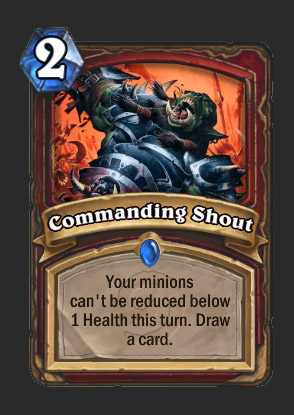 2
Commanding Shout
Your minions
can't be reduced below
1 Health this turn. Draw
a card.